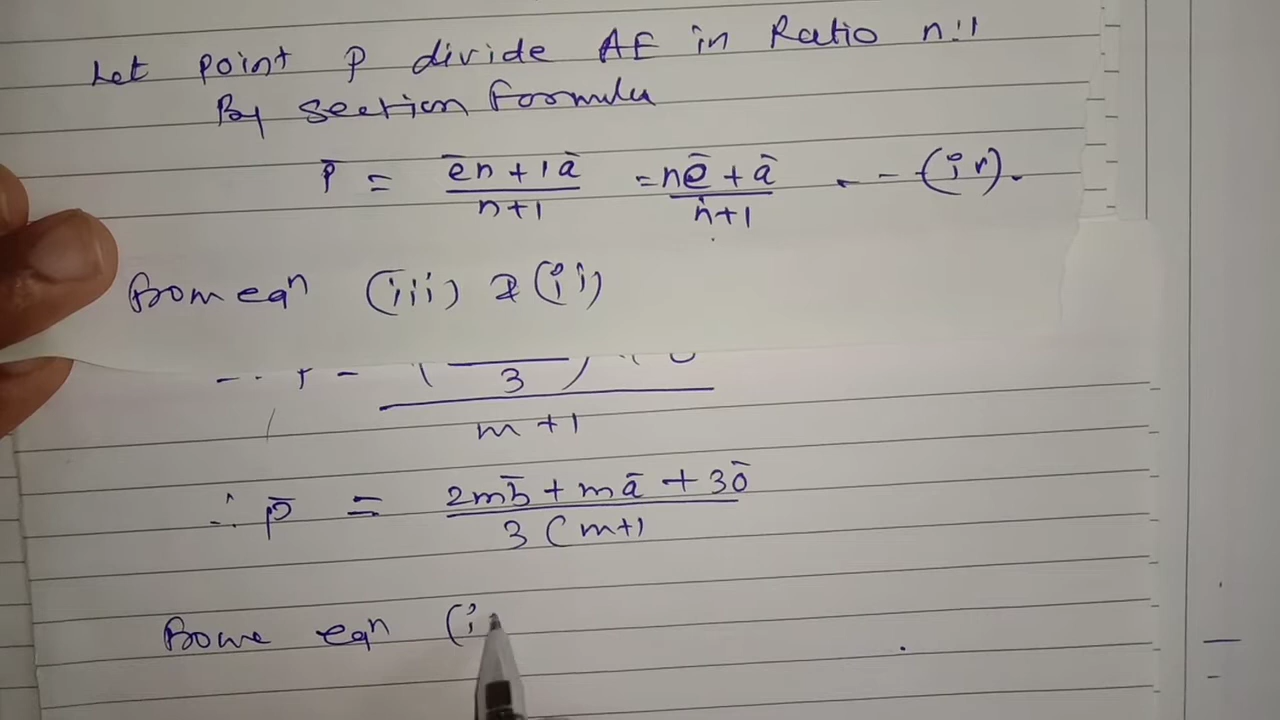 Let point P divide AE in Ratio n:1
By section Formula
p̄ = ēn + 1ā / n+1 = nē + ā / n+1 -- (iv).
From eqn (iii) & (ii)
3
m +1
∴ p̄ = 2mb̄ + mā + 3ō / 3(m+1
From eqn (i